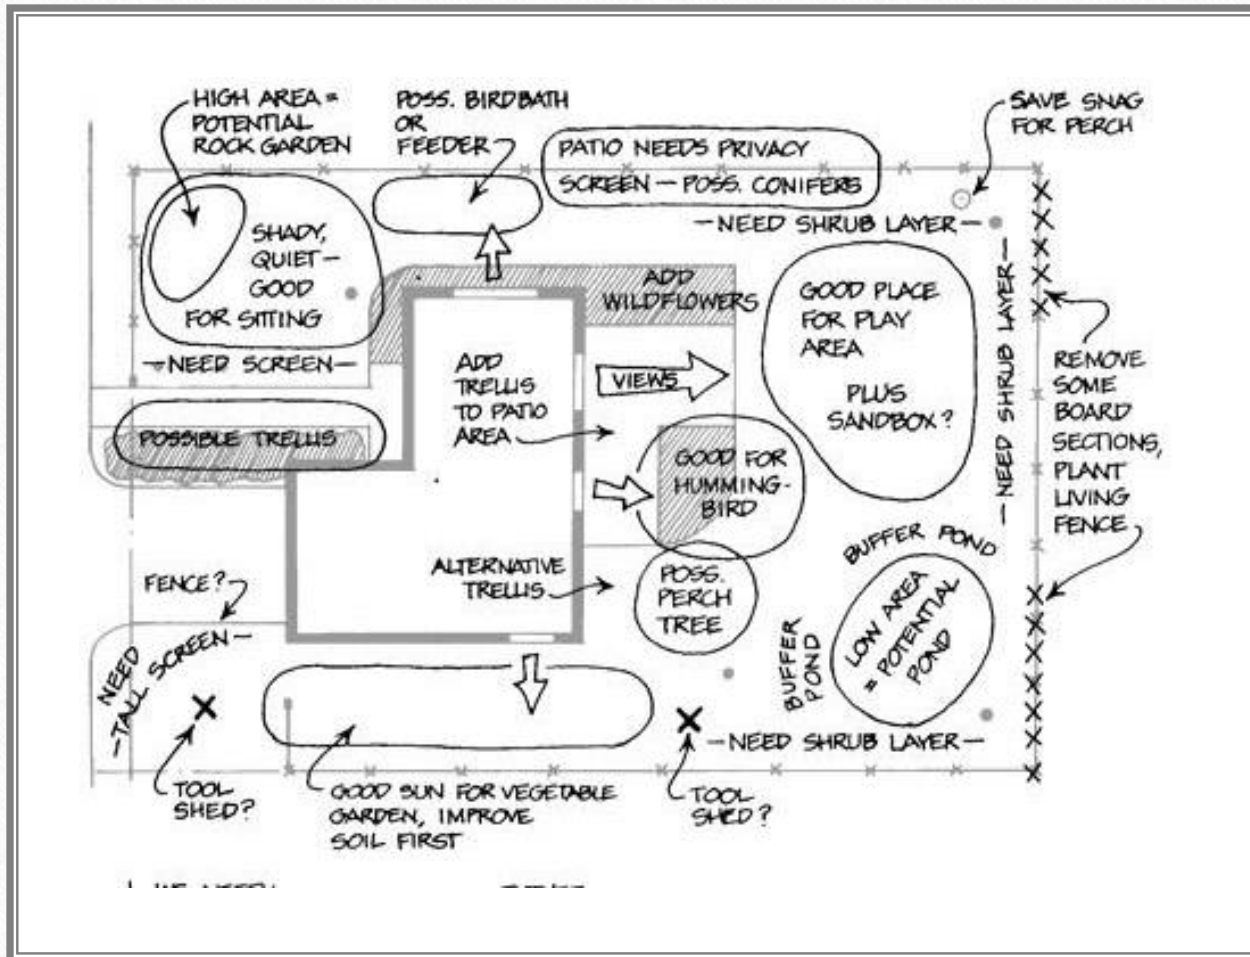 HIGH AREA =
POTENTIAL
ROCK GARDEN
POSS. BIRDBATH
OR
FEEDER
PATIO NEEDS PRIVACY
SCREEN — POSS. CONIFERS
SAVE SNAG
FOR PERCH
— NEED SHRUB LAYER —
SHADY,
QUIET —
GOOD
FOR SITTING
— NEED SCREEN —
ADD
WILDFLOWERS
GOOD PLACE
FOR PLAY
AREA
PLUS
SANDBOX?
— NEED SHRUB LAYER —
REMOVE
SOME
BOARD
SECTIONS,
PLANT
LIVING
FENCE
ADD
TRELLIS
TO PATIO
AREA
VIEWS
POSSIBLE TRELLIS
GOOD FOR
HUMMING-
BIRD
ALTERNATIVE
TRELLIS
POSS.
PERCH
TREE
BUFFER POND
LOW AREA
= POTENTIAL
POND
BUFFER
POND
FENCE?
NEED
— TALL SCREEN —
— NEED SHRUB LAYER —
TOOL
SHED?
GOOD SUN FOR VEGETABLE
GARDEN, IMPROVE
SOIL FIRST
TOOL
SHED?